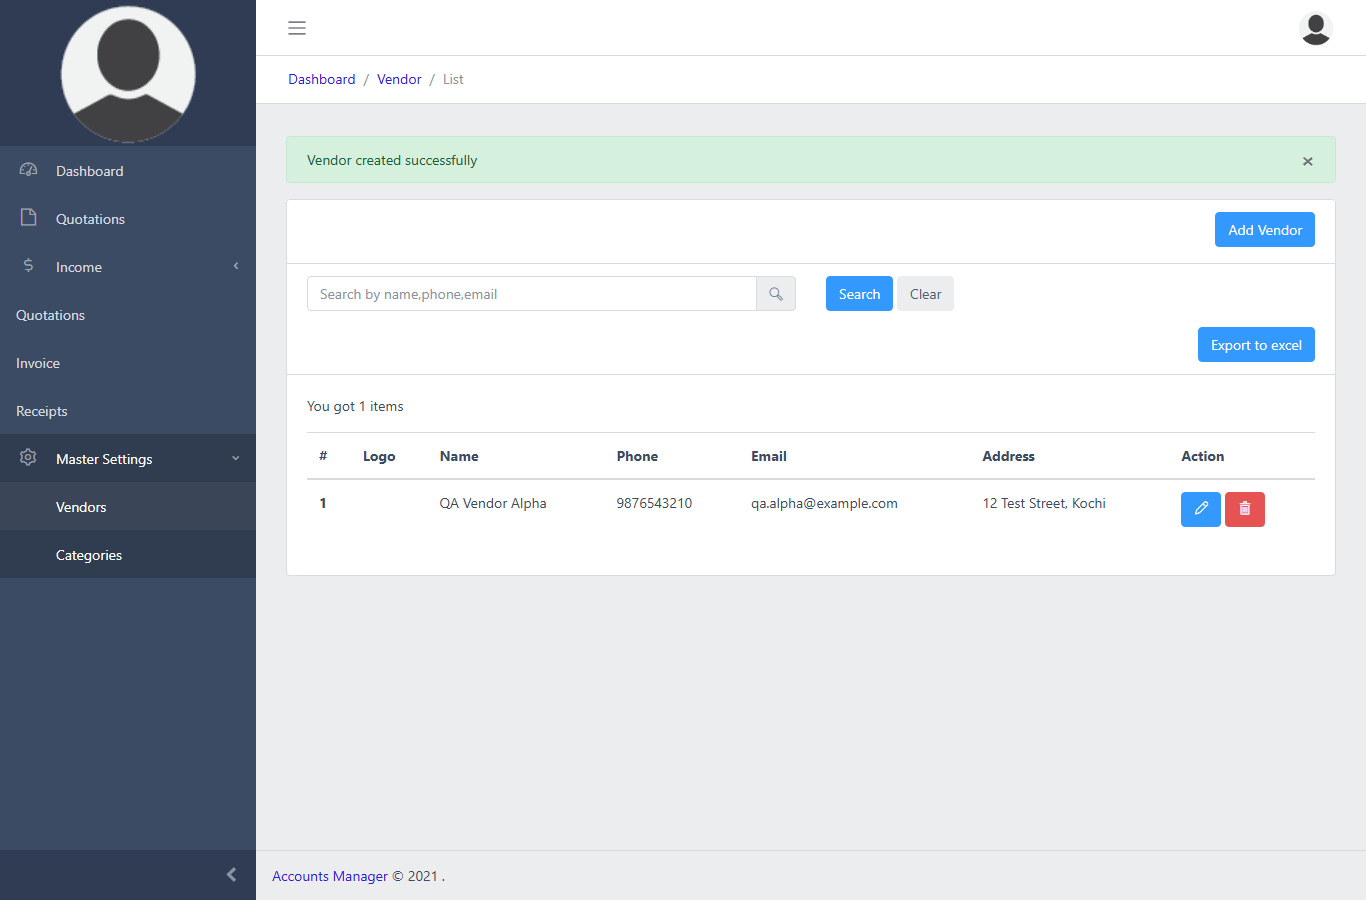 Dashboard
Quotations
Income
Quotations
Invoice
Receipts
Master Settings
Vendors
Categories
Dashboard / Vendor / List
Vendor created successfully
×
Add Vendor
Search by name,phone,email
Search
Clear
Export to excel
You got 1 items
# Logo Name Phone Email Address Action
1 QA Vendor Alpha 9876543210 qa.alpha@example.com 12 Test Street, Kochi
Accounts Manager © 2021 .